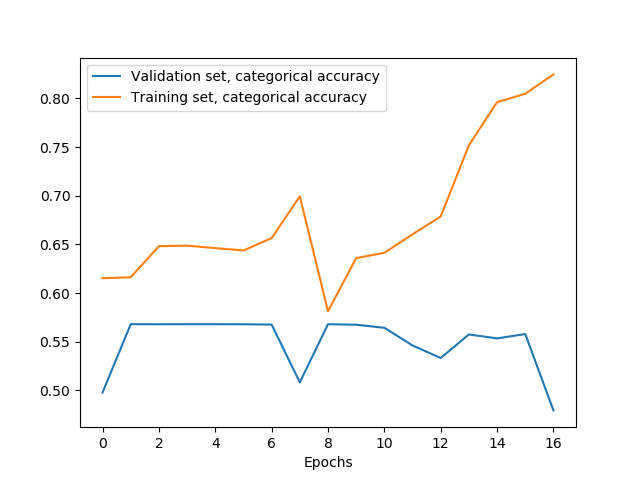 Validation set, categorical accuracy
Training set, categorical accuracy
0.80
0.75
0.70
0.65
0.60
0.55
0.50
0 2 4 6 8 10 12 14 16
Epochs